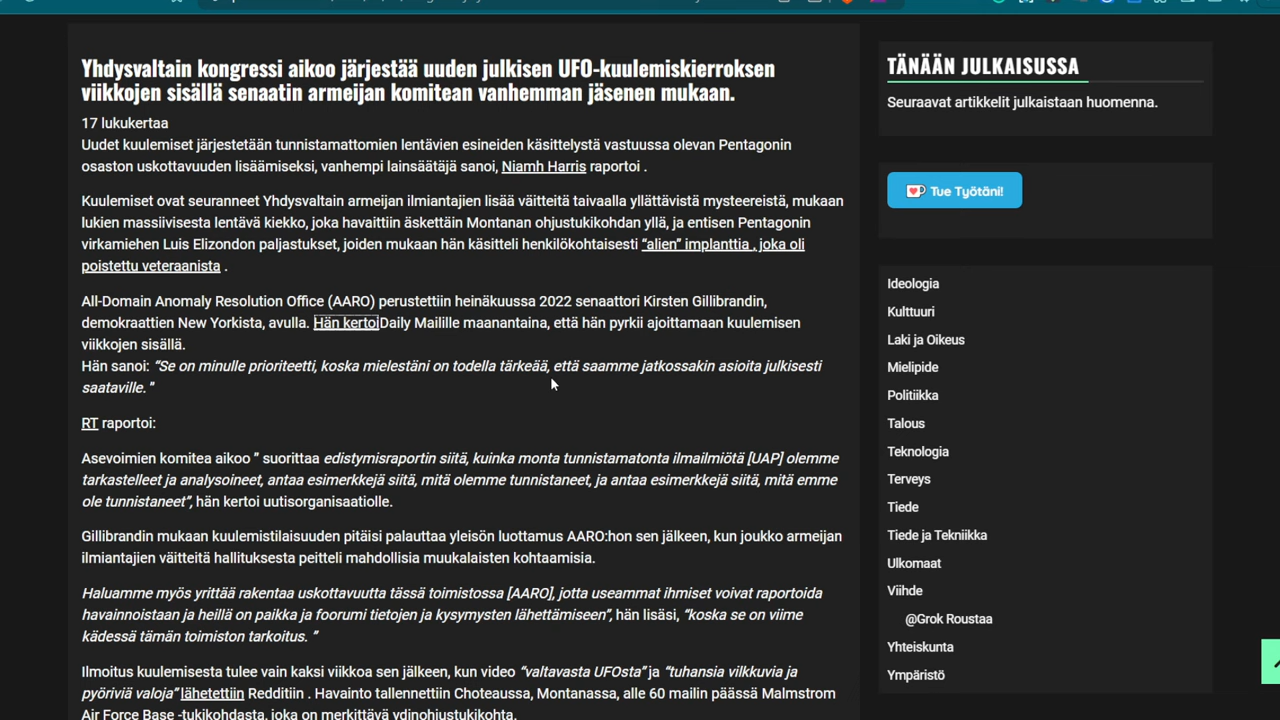 Yhdysvaltain kongressi aikoo järjestää uuden julkisen UFO-kuulemiskierroksen
viikkojen sisällä senaatin armeijan komitean vanhemman jäsenen mukaan.
17 lukukertaa
Uudet kuulemiset järjestetään tunnistamattomien lentävien esineiden käsittelystä vastuussa olevan Pentagonin
osaston uskottavuuden lisäämiseksi, vanhempi lainsäätäjä sanoi, Niamh Harris raportoi .
Kuulemiset ovat seuranneet Yhdysvaltain armeijan ilmiantajien lisää väitteitä taivaalla yllättävistä mysteereistä, mukaan
lukien massiivisesta lentävä kiekko, joka havaittiin äskettäin Montanan ohjustukikohdan yllä, ja entisen Pentagonin
virkamiehen Luis Elizondon paljastukset, joiden mukaan hän käsitteli henkilökohtaisesti “alien” implanttia , joka oli
poistettu veteraanista .
All-Domain Anomaly Resolution Office (AARO) perustettiin heinäkuussa 2022 senaattori Kirsten Gillibrandin,
demokraattien New Yorkista, avulla. Hän kertoiDaily Mailille maanantaina, että hän pyrkii ajoittamaan kuulemisen
viikkojen sisällä.
Hän sanoi: “Se on minulle prioriteetti, koska mielestäni on todella tärkeää, että saamme jatkossakin asioita julkisesti
saataville. ”
RT raportoi:
Asevoimien komitea aikoo ” suorittaa edistymisraportin siitä, kuinka monta tunnistamatonta ilmailmiötä [UAP] olemme
tarkastelleet ja analysoineet, antaa esimerkkejä siitä, mitä olemme tunnistaneet, ja antaa esimerkkejä siitä, mitä emme
ole tunnistaneet”, hän kertoi uutisorganisaatiolle.
Gillibrandin mukaan kuulemistilaisuuden pitäisi palauttaa yleisön luottamus AARO:hon sen jälkeen, kun joukko armeijan
ilmiantajien väitteitä hallituksesta peitteli mahdollisia muukalaisten kohtaamisia.
Haluamme myös yrittää rakentaa uskottavuutta tässä toimistossa [AARO], jotta useammat ihmiset voivat raportoida
havainnoistaan ja heillä on paikka ja foorumi tietojen ja kysymysten lähettämiseen”, hän lisäsi, “koska se on viime
kädessä tämän toimiston tarkoitus. ”
Ilmoitus kuulemisesta tulee vain kaksi viikkoa sen jälkeen, kun video “valtavasta UFOsta” ja “tuhansia vilkkuvia ja
pyöriviä valoja” lähetettiin Redditiin . Havainto tallennettiin Choteaussa, Montanassa, alle 60 mailin päässä Malmstrom
Air Force Base -tukikohdasta, joka on merkittävä ydinohjustukikohta.
TÄNÄÄN JULKAISUSSA
Seuraavat artikkelit julkaistaan huomenna.
Tue Työtäni!
Ideologia
Kulttuuri
Laki ja Oikeus
Mielipide
Politiikka
Talous
Teknologia
Terveys
Tiede
Tiede ja Tekniikka
Ulkomaat
Viihde
@Grok Roustaa
Yhteiskunta
Ympäristö